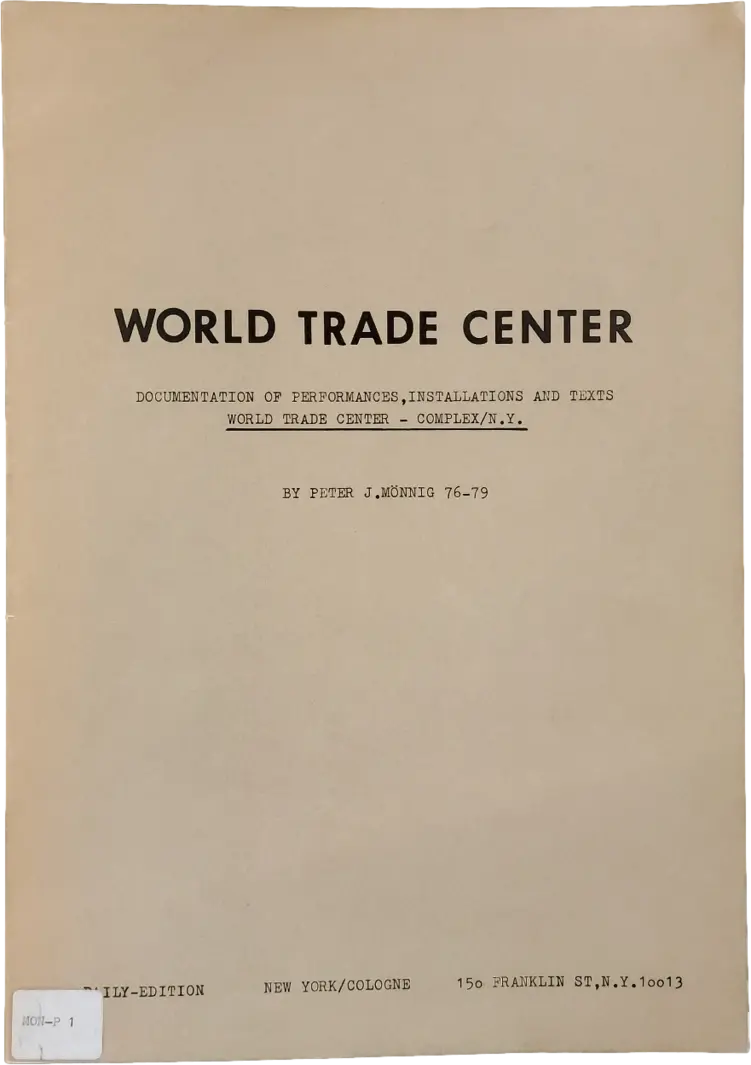 WORLD TRADE CENTER
DOCUMENTATION OF PERFORMANCES,INSTALLATIONS AND TEXTS
WORLD TRADE CENTER - COMPLEX/N.Y.
BY PETER J.MÖNNIG 76-79
DAILY-EDITION NEW YORK/COLOGNE 15o FRANKLIN ST,N.Y.1oo13
MON-P 1